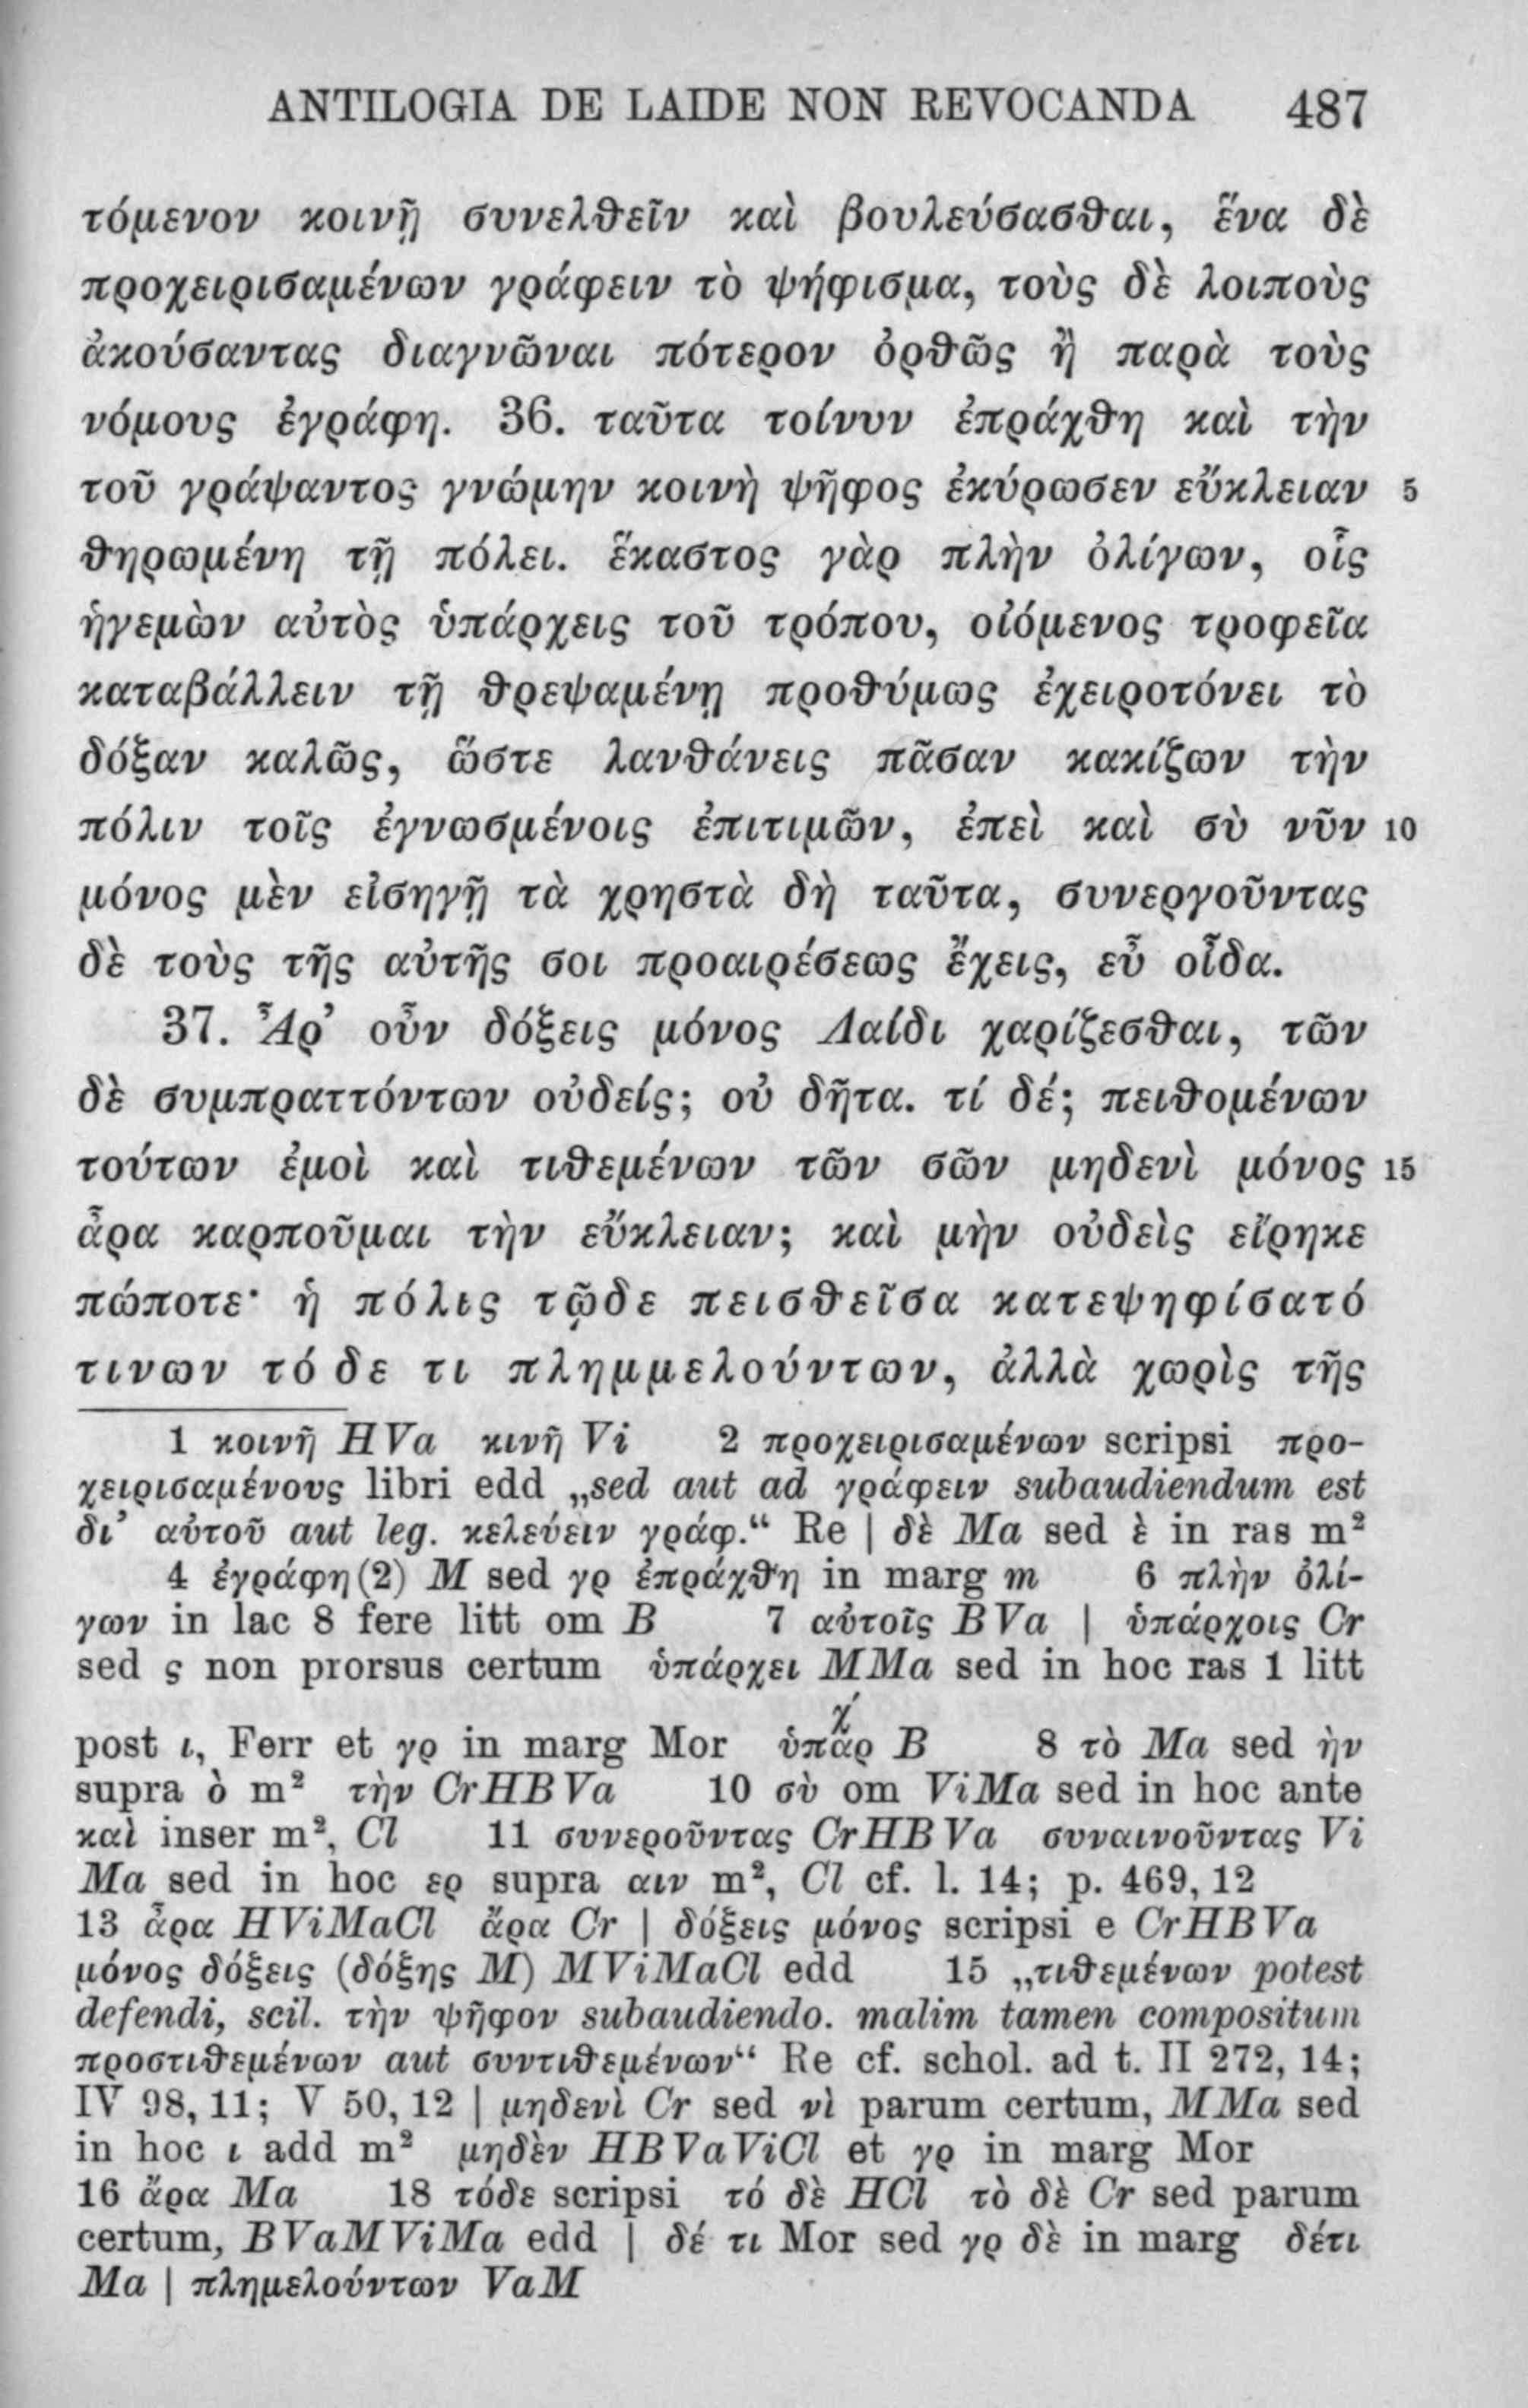 ANTILOGIA DE LAIDE NON REVOCANDA 487
τόμενον κοινῇ συνελθεῖν καὶ βουλεύσασθαι, ἕνα δὲ
προχειρισαμένων γράφειν τὸ ψήφισμα, τοὺς δὲ λοιποὺς
ἀκούσαντας διαγνῶναι πότερον ὀρθῶς ἢ παρὰ τοὺς
νόμους ἐγράφη. 36. ταῦτα τοίνυν ἐπράχθη καὶ τὴν
τοῦ γράψαντος γνώμην κοινὴ ψῆφος ἐκύρωσεν εὔκλειαν 5
θηρωμένη τῇ πόλει. ἕκαστος γὰρ πλὴν ὀλίγων, οἷς
ἡγεμὼν αὐτὸς ὑπάρχεις τοῦ τρόπου, οἰόμενος τροφεῖα
καταβάλλειν τῇ θρεψαμένῃ προθύμως ἐχειροτόνει τὸ
δόξαν καλῶς, ὥστε λανθάνεις πᾶσαν κακίζων τὴν
πόλιν τοῖς ἐγνωσμένοις ἐπιτιμῶν, ἐπεὶ καὶ σὺ νῦν 10
μόνος μὲν εἰσηγῇ τὰ χρηστὰ δὴ ταῦτα, συνεργοῦντας
δὲ τοὺς τῆς αὐτῆς σοι προαιρέσεως ἔχεις, εὖ οἶδα.
37. Ἆρ’ οὖν δόξεις μόνος Λαίδι χαρίζεσθαι, τῶν
δὲ συμπραττόντων οὐδείς; οὐ δῆτα. τί δέ; πειθομένων
τούτων ἐμοὶ καὶ τιθεμένων τῶν σῶν μηδενὶ μόνος 15
ἆρα καρποῦμαι τὴν εὔκλειαν; καὶ μὴν οὐδεὶς εἴρηκε
πώποτε· ἡ πόλις τῷδε πεισθεῖσα κατεψηφίσατό
τινων τόδε τι πλημμελούντων, ἀλλὰ χωρὶς τῆς
1 κοινῆ HVa κινῆ Vi 2 προχειρισαμένων scripsi προ-
χειρισαμένους libri edd „sed aut ad γράφειν subaudiendum est
δι’ αὑτοῦ aut leg. κελεύειν γράφ.“ Re | δὲ Ma sed ὲ in ras m²
4 ἐγράφη(2) M sed γρ ἐπράχθη in marg m 6 πλὴν ὀλί-
γων in lac 8 fere litt om B 7 αὐτοῖς BVa | ὑπάρχοις Cr
sed ς non prorsus certum ὑπάρχει MMa sed in hoc ras 1 litt
post ι, Ferr et γρ in marg Mor ὑπάρχ́ B 8 τὸ Ma sed ὴν
supra ὸ m² τὴν CrHBVa 10 σὺ om ViMa sed in hoc ante
καὶ inser m², Cl 11 συνεροῦντας CrHBVa συναινοῦντας Vi
Ma sed in hoc ερ supra αιν m², Cl cf. l. 14; p. 469, 12
13 ἆρα HViMaCl ἄρα Cr | δόξεις μόνος scripsi e CrHBVa
μόνος δόξεις (δόξης M) MViMaCl edd 15 „τιθεμένων potest
defendi, scil. τὴν ψῆφον subaudiendo. malim tamen compositum
προστιθεμένων aut συντιθεμένων“ Re cf. schol. ad t. II 272, 14;
IV 98, 11; V 50, 12 | μηδενὶ Cr sed νὶ parum certum, MMa sed
in hoc ι add m² μηδὲν HBVaViCl et γρ in marg Mor
16 ἄρα Ma 18 τόδε scripsi τό δὲ HCl τὸ δὲ Cr sed parum
certum, BVaMViMa edd | δέ τι Mor sed γρ δὲ in marg δέτι
Ma | πλημελούντων VaM